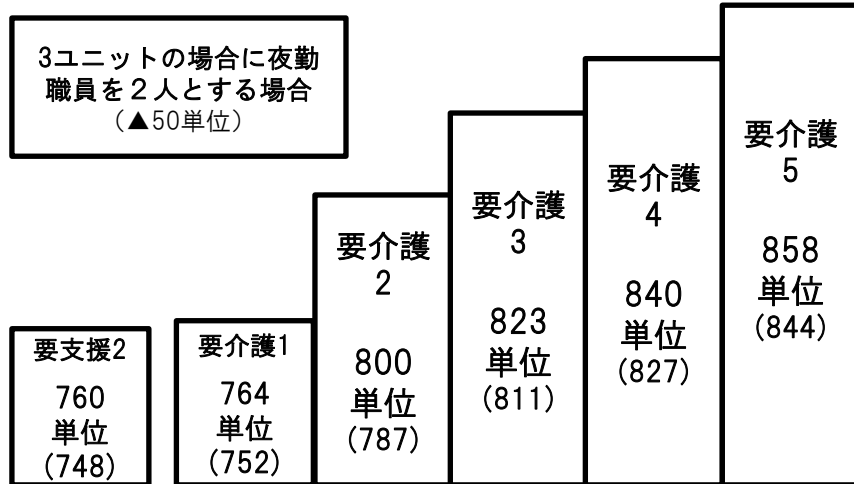 3ユニットの場合に夜勤
職員を２人とする場合
（▲50単位）
要支援2
760
単位
(748)
要介護1
764
単位
(752)
要介護
2
800
単位
(787)
要介護
3
823
単位
(811)
要介護
4
840
単位
(827)
要介護
5
858
単位
(844)